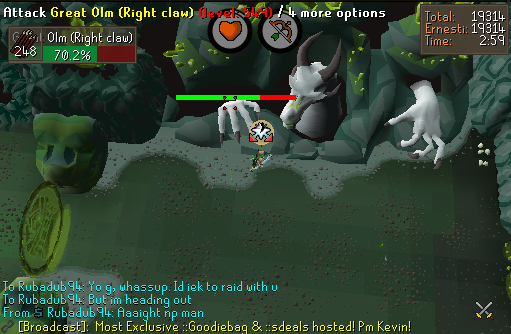 Attack Great Olm (Right claw) (level: 549) / 4 more options
Total: 19314
Ernesti: 19314
Time: 2:59
Olm (Right claw)
248
70.2%
To Rubadub94: Yo g, whassup. Id iek to raid with u
To Rubadub94: But im heading out
From Rubadub94: Aaaight np man
[Broadcast]: Most Exclusive ::Goodiebag & ::sdeals hosted! Pm Kevin!